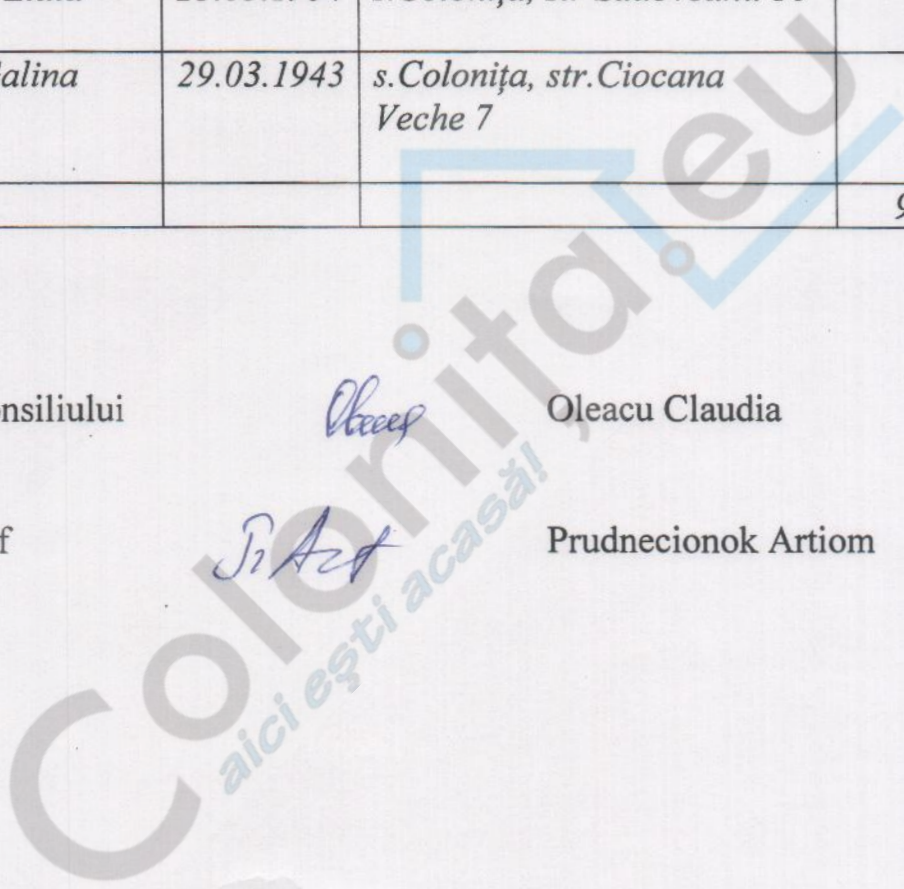 alina 29.03.1943 s.Colonița, str.Ciocana
Veche 7
9
nsiliului Oleacu Claudia
f Prudnecionok Artiom
Colonița.eu
aici ești acasă!